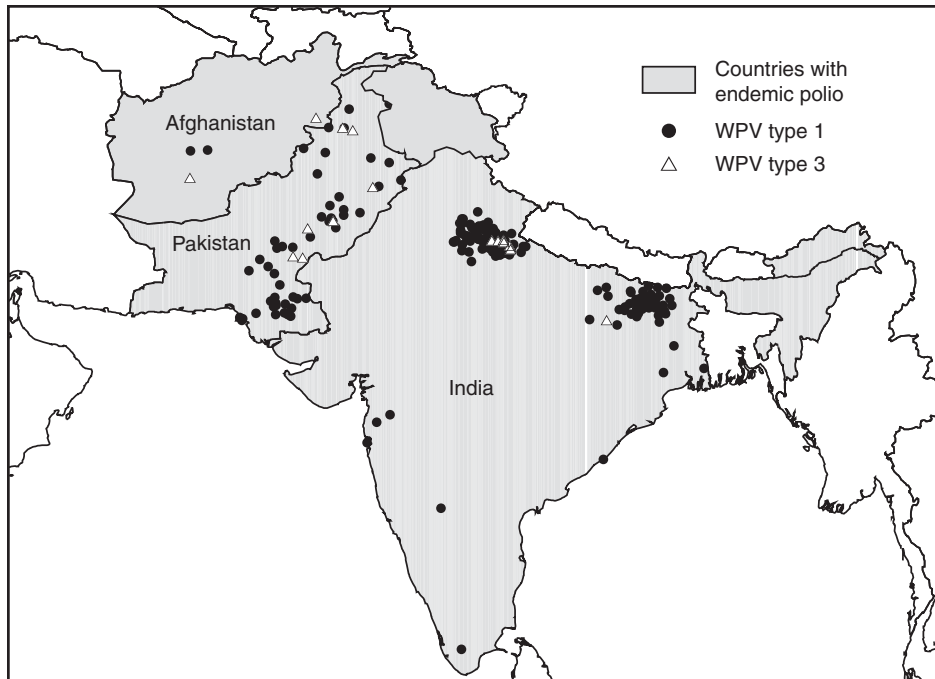 Countries with
endemic polio
WPV type 1
WPV type 3
Afghanistan
Pakistan
India